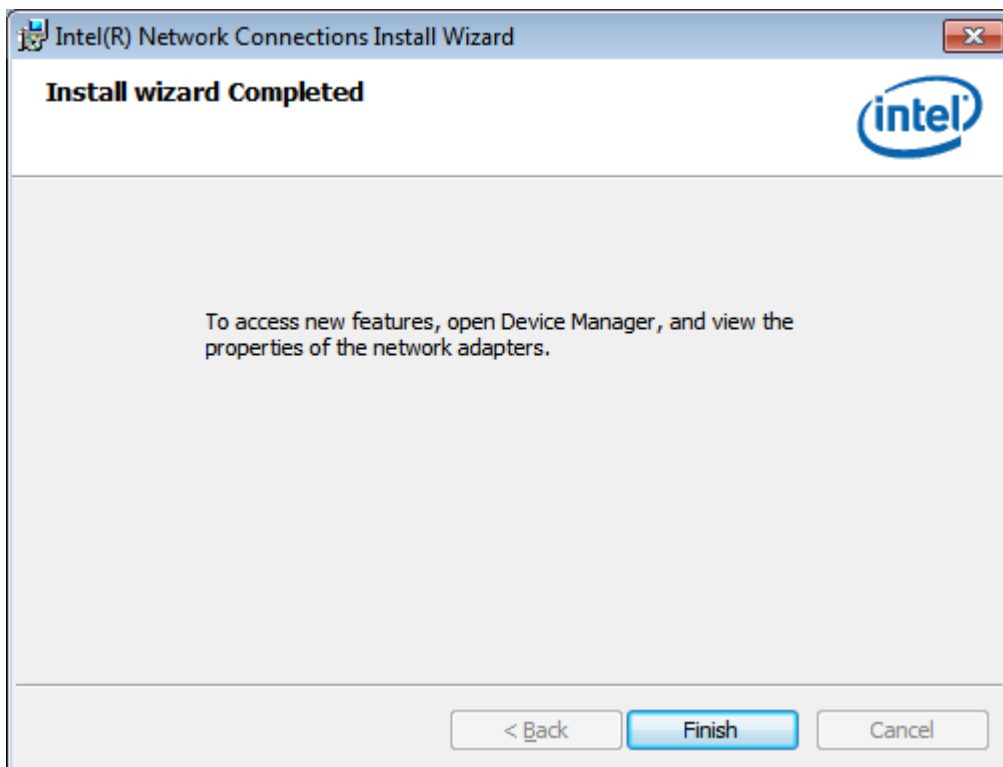 Intel(R) Network Connections Install Wizard
Install wizard Completed
intel
To access new features, open Device Manager, and view the
properties of the network adapters.
< Back
Finish
Cancel